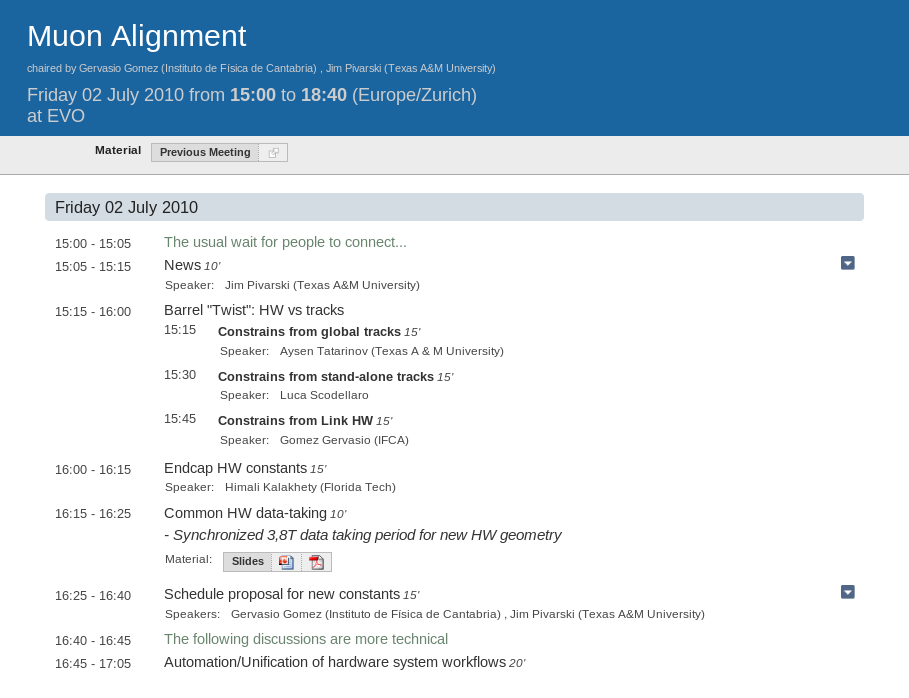 Muon Alignment
chaired by Gervasio Gomez (Instituto de Física de Cantabria) , Jim Pivarski (Texas A&M University)
Friday 02 July 2010 from 15:00 to 18:40 (Europe/Zurich)
at EVO
Material Previous Meeting
Friday 02 July 2010
15:00 - 15:05 The usual wait for people to connect...
15:05 - 15:15 News 10'
Speaker: Jim Pivarski (Texas A&M University)
15:15 - 16:00 Barrel "Twist": HW vs tracks
15:15 Constrains from global tracks 15'
Speaker: Aysen Tatarinov (Texas A & M University)
15:30 Constrains from stand-alone tracks 15'
Speaker: Luca Scodellaro
15:45 Constrains from Link HW 15'
Speaker: Gomez Gervasio (IFCA)
16:00 - 16:15 Endcap HW constants 15'
Speaker: Himali Kalakhety (Florida Tech)
16:15 - 16:25 Common HW data-taking 10'
- Synchronized 3,8T data taking period for new HW geometry
Material: Slides
16:25 - 16:40 Schedule proposal for new constants 15'
Speakers: Gervasio Gomez (Instituto de Física de Cantabria) , Jim Pivarski (Texas A&M University)
16:40 - 16:45 The following discussions are more technical
16:45 - 17:05 Automation/Unification of hardware system workflows 20'